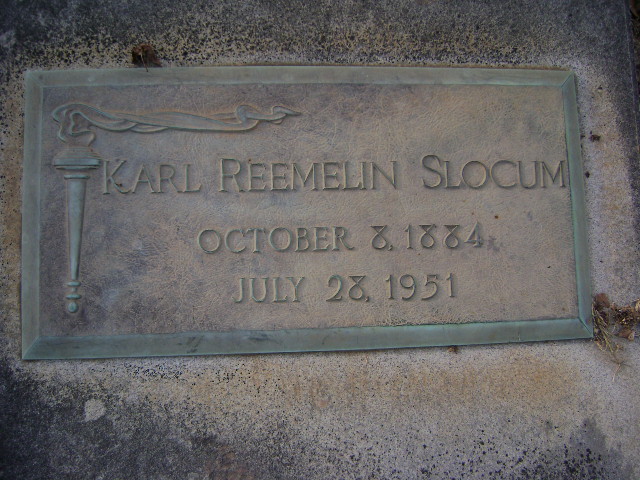 KARL REEMELIN SLOCUM
OCTOBER 8, 1884
JULY 28, 1951